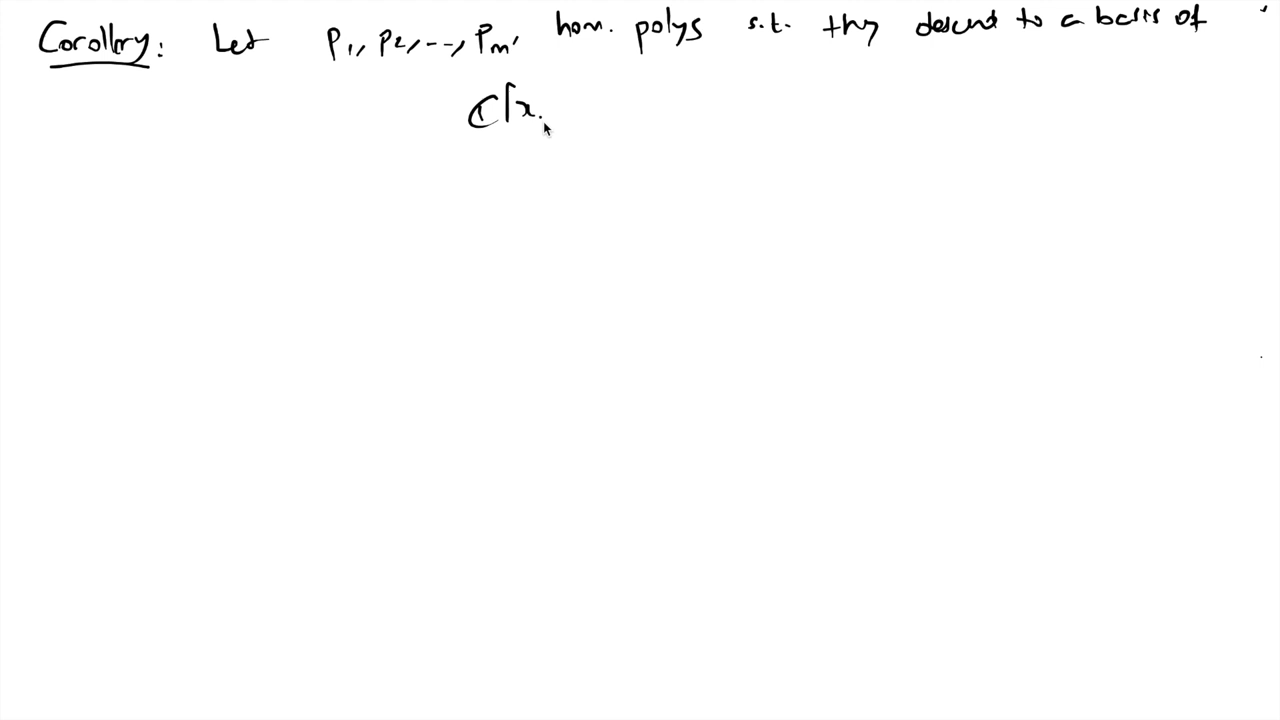 Corollary: Let P₁, P₂, --, Pm, hom. polys s.t. they descend to a basis of
ℂ[x.